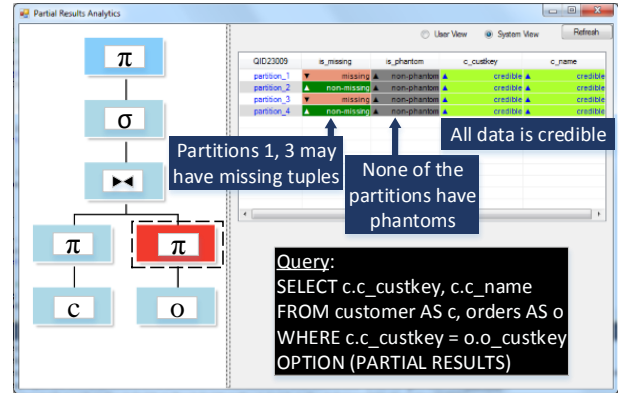 Partial Results Analytics
User View System View Refresh
π
σ
⋈
π π
c o
QID23009 is_missing is_phantom c_custkey c_name
partition_1 ▼ missing ▲ non-phantom ▲ credible ▲ credible
partition_2 ▲ non-missing ▲ non-phantom ▲ credible ▲ credible
partition_3 ▼ missing ▲ non-phantom ▲ credible ▲ credible
partition_4 ▲ non-missing ▲ non-phantom ▲ credible ▲ credible
All data is credible
Partitions 1, 3 may
have missing tuples
None of the
partitions have
phantoms
Query:
SELECT c.c_custkey, c.c_name
FROM customer AS c, orders AS o
WHERE c.c_custkey = o.o_custkey
OPTION (PARTIAL RESULTS)